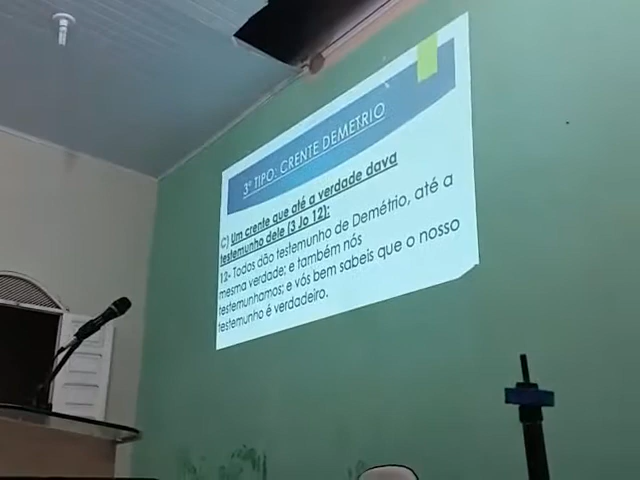 3º TIPO: CRENTE DEMETRIO
C) Um crente que até a verdade dava
testemunho dele (3 Jo 12):
12- Todos dão testemunho de Demétrio, até a
mesma verdade; e também nós
testemunhamos; e vós bem sabeis que o nosso
testemunho é verdadeiro.